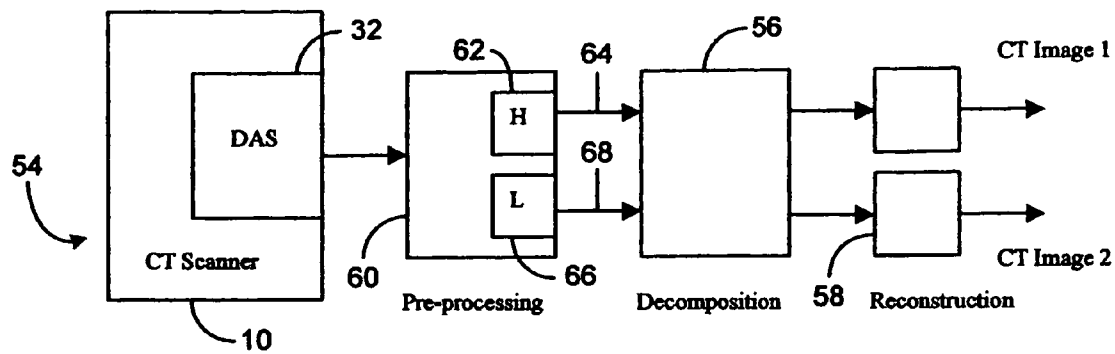 32
62
64
56
CT Image 1
H
DAS
54
68
L
CT Scanner
60
66
58
CT Image 2
Pre-processing
Decomposition
Reconstruction
10